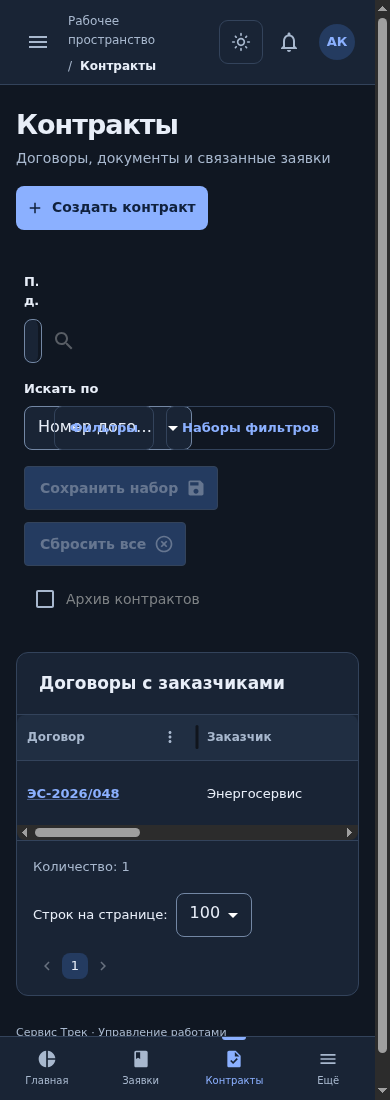 Рабочее
пространство
/ Контракты
АК
Контракты
Договоры, документы и связанные заявки
+ Создать контракт
П.
д.
Искать по
Номер дого...
Фильтры
Наборы фильтров
Сохранить набор
Сбросить все
Архив контрактов
Договоры с заказчиками
Договор
Заказчик
ЭС-2026/048
Энергосервис
Количество: 1
Строк на странице: 100
1
Сервис Трек · Управление работами
Главная
Заявки
Контракты
Ещё